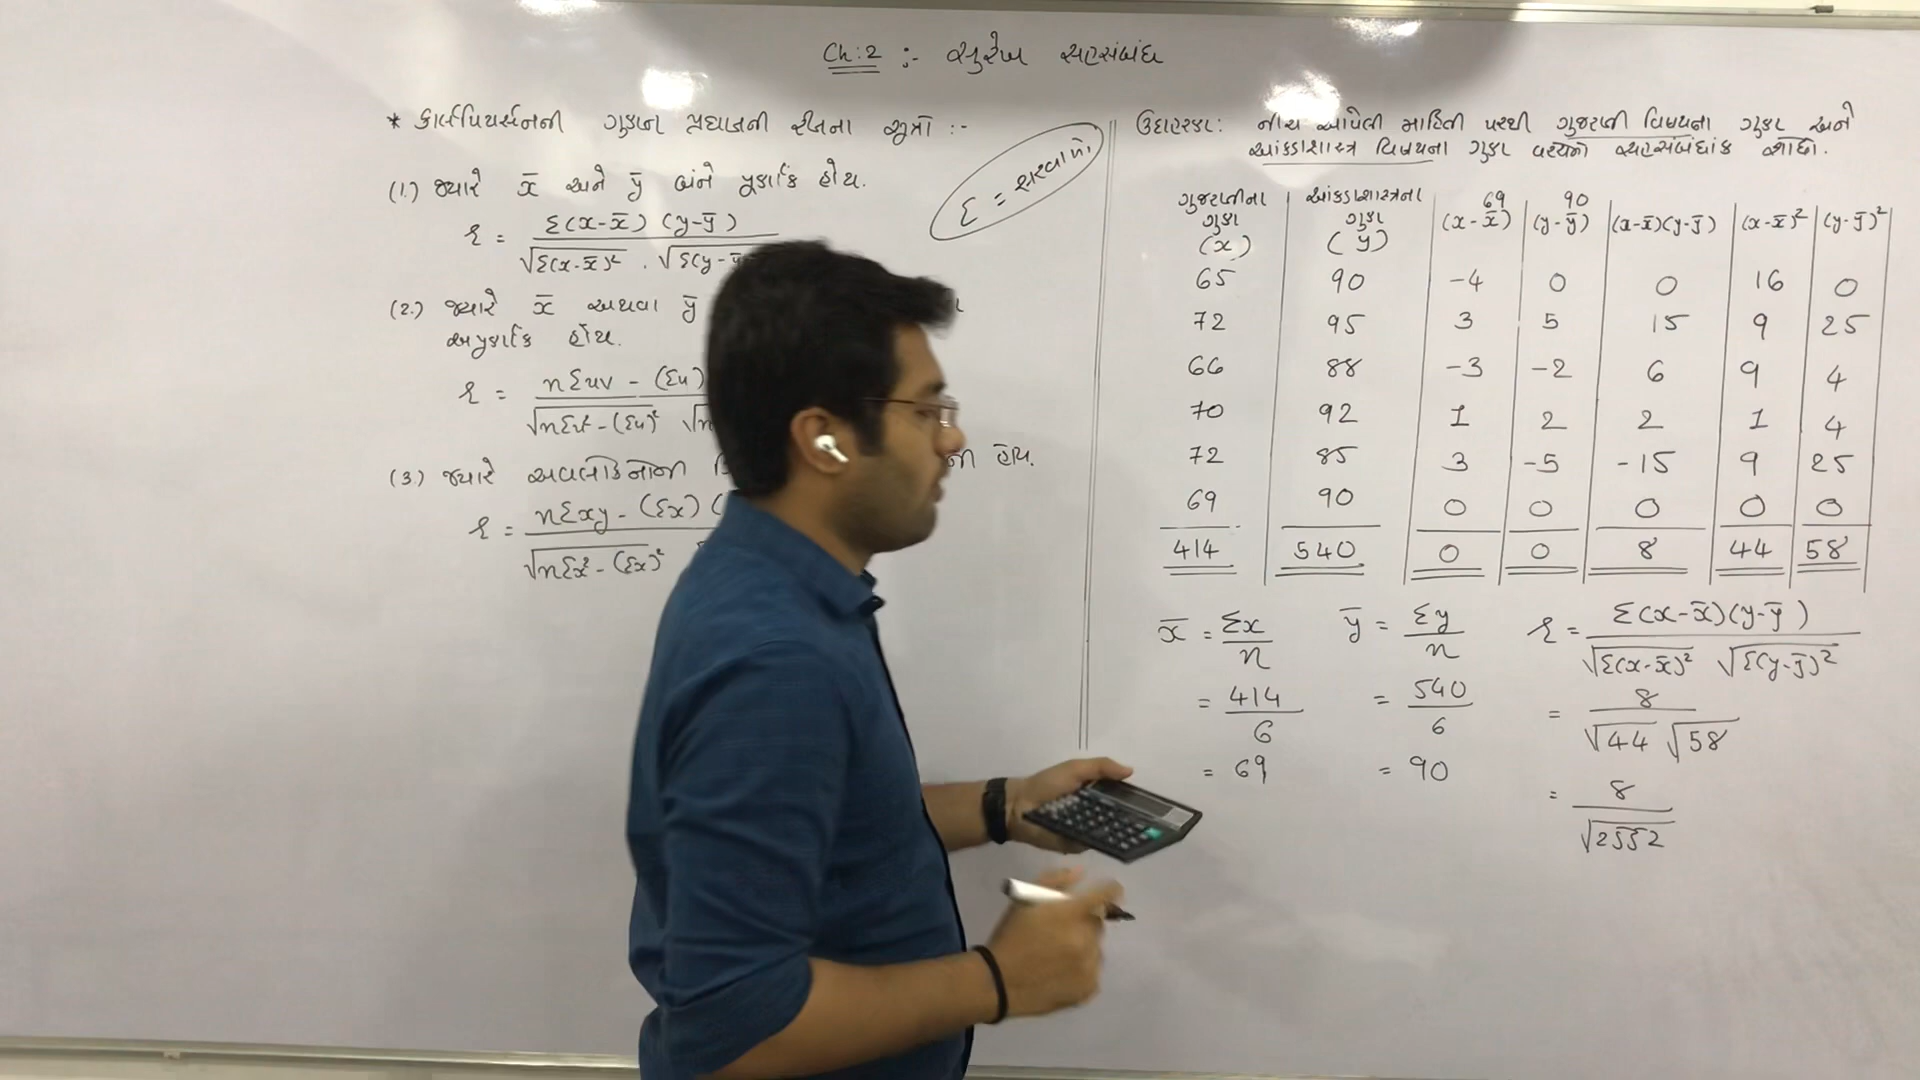 Ch:2 :- સુરેખ સહસંબંધ
* કાર્લપિયર્સનની ગુણન પ્રઘાતની રીતના સૂત્રો :-
(1.) જ્યારે x̄ અને ȳ બંને પૂર્ણાંક હોય.
r = Σ(x-x̄) (y-ȳ)
√Σ(x-x̄)² . √Σ(y-ȳ
(2.) જ્યારે x̄ અથવા ȳ
અપૂર્ણાંક હોય.
r = nΣuv - (Σu)
√nΣu² - (Σu)² √n
(3.) જ્યારે અવલોકનોની હોય.
r = nΣxy - (Σx) (
√nΣx² - (Σx)²
Σ = સરવાળો
ઉદાહરણ: નીચે આપેલી માહિતી પરથી ગુજરાતી વિષયના ગુણ અને
આંકડાશાસ્ત્ર વિષયના ગુણ વચ્ચેનો સહસંબંધાંક શોધો.
69 90
ગુજરાતીના આંકડાશાસ્ત્રના (x-x̄) (y-ȳ) (x-x̄)(y-ȳ) (x-x̄)² (y-ȳ)²
ગુણ ગુણ
(x) (y)
65 90 -4 0 0 16 0
72 95 3 5 15 9 25
66 88 -3 -2 6 9 4
70 92 1 2 2 1 4
72 85 3 -5 -15 9 25
69 90 0 0 0 0 0
414 540 0 0 8 44 58
x̄ = Σx/n
= 414/6
= 69
ȳ = Σy/n
= 540/6
= 90
r = Σ(x-x̄)(y-ȳ)
√Σ(x-x̄)² √Σ(y-ȳ)²
= 8
√44 √58
= 8
√2552